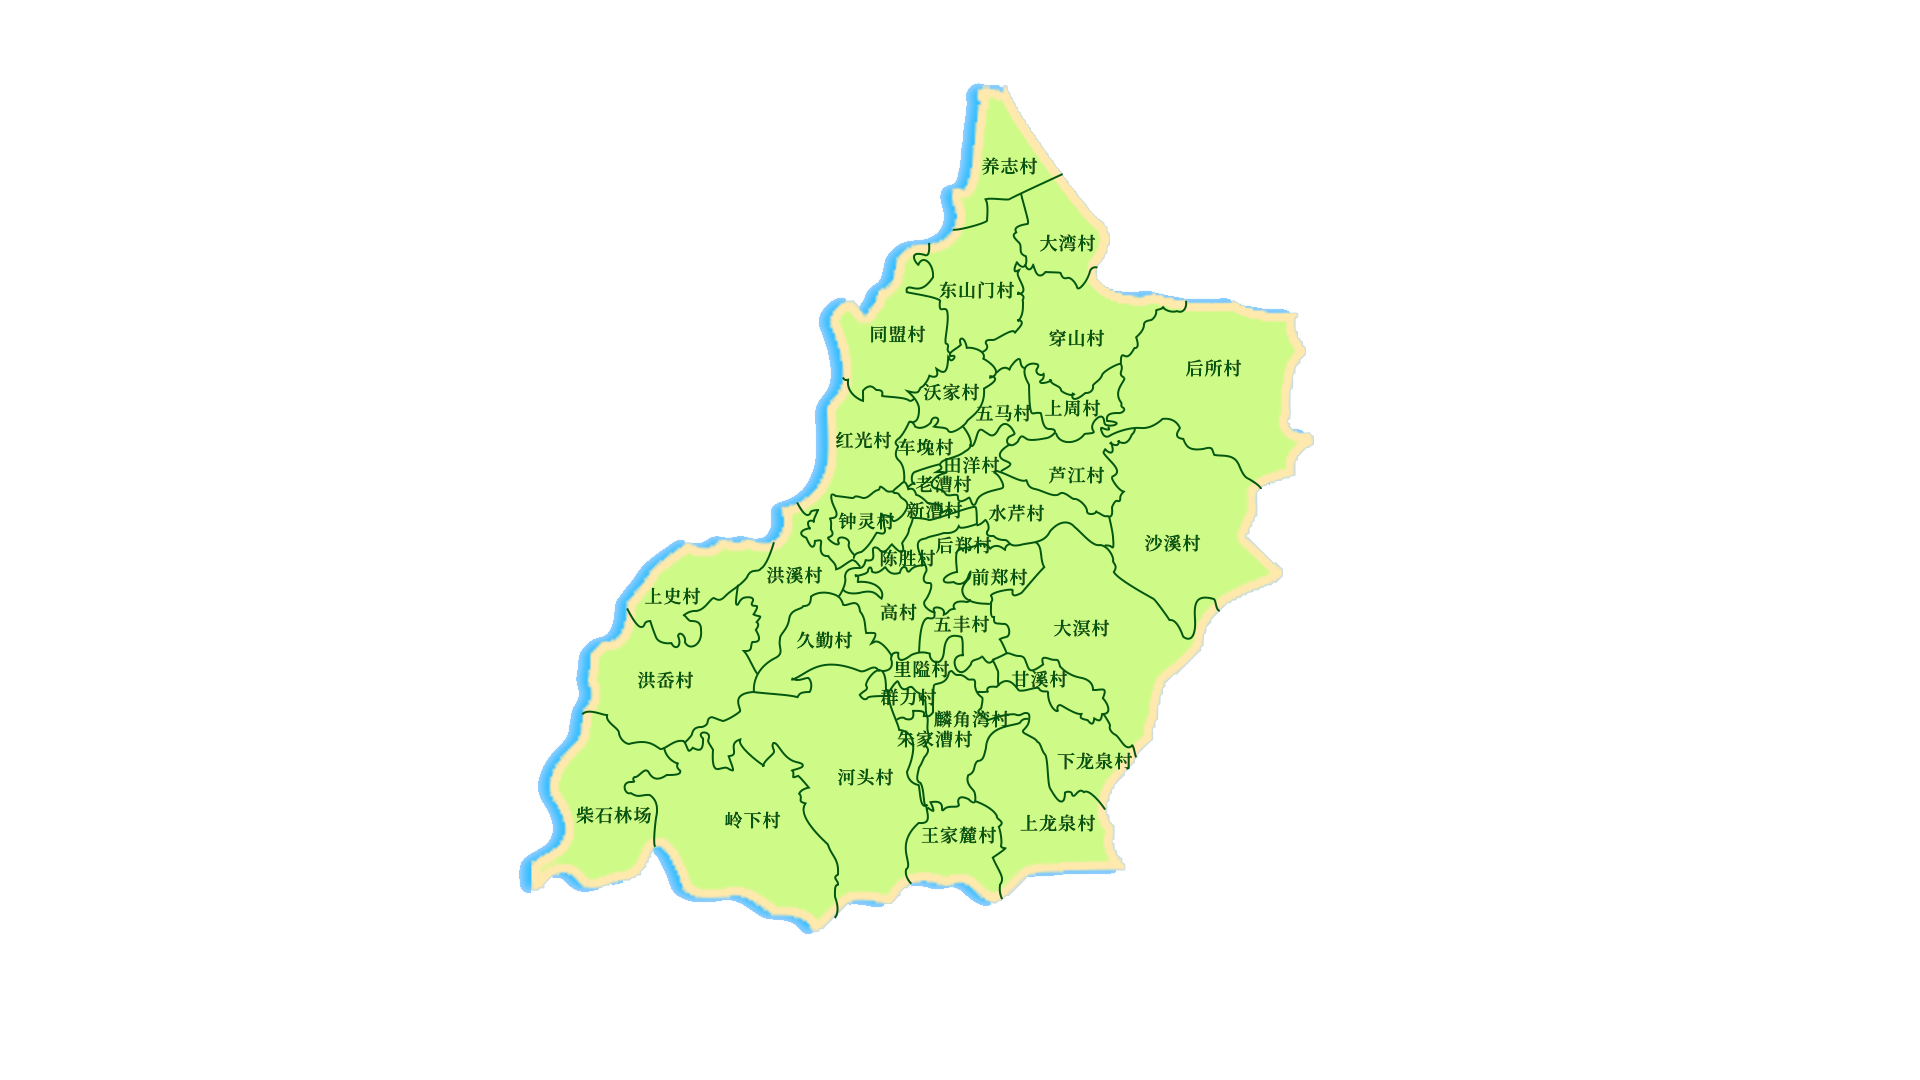 养志村
大湾村
东山门村
同盟村
穿山村
后所村
沃家村
五马村
上周村
红光村
车堍村
田洋村
芦江村
老漕村
新漕村
水芹村
钟灵村
沙溪村
后郑村
陈胜村
洪溪村
前郑村
上史村
高村
五丰村
大溟村
久勤村
里隘村
甘溪村
洪岙村
群力村
麟角湾村
朱家漕村
下龙泉村
河头村
柴石林场
岭下村
上龙泉村
王家麓村